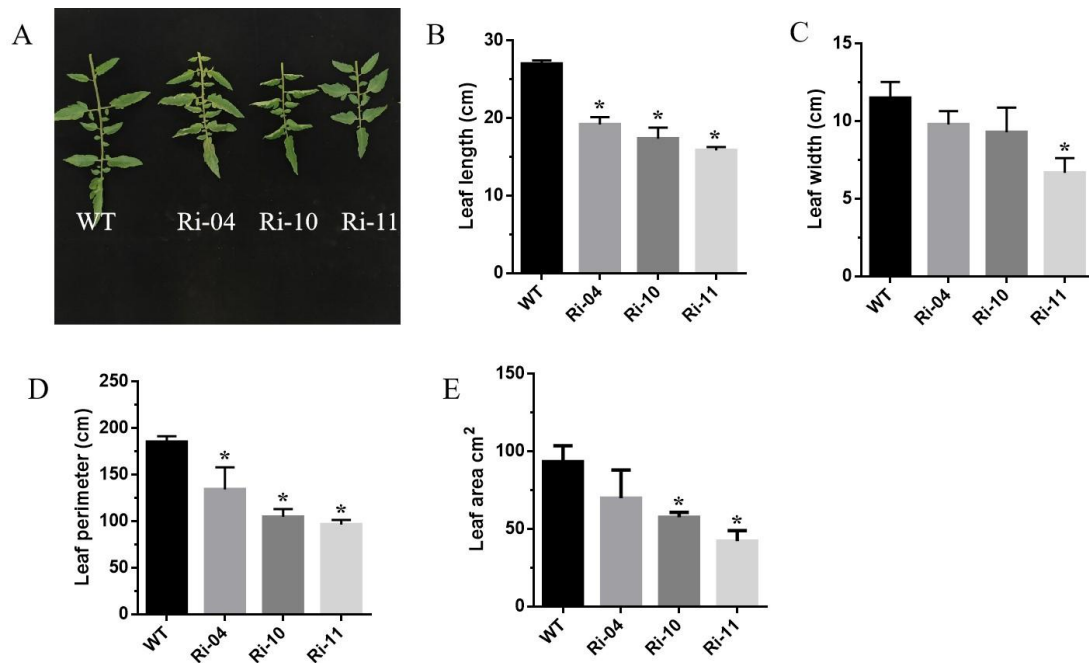 A
WT
Ri-04
Ri-10
Ri-11
B
Leaf length (cm)
30
20
10
0
*
*
*
WT
Ri-04
Ri-10
Ri-11
C
Leaf width (cm)
15
10
5
0
*
WT
Ri-04
Ri-10
Ri-11
D
Leaf perimeter (cm)
250
200
150
100
50
0
*
*
*
WT
Ri-04
Ri-10
Ri-11
E
Leaf area cm²
150
100
50
0
*
*
WT
Ri-04
Ri-10
Ri-11